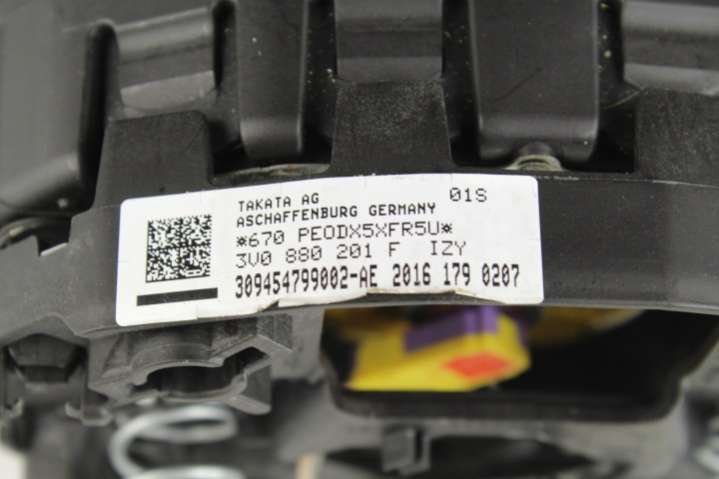 TAKATA AG 01S
ASCHAFFENBURG GERMANY
*670 PEODX5XFR5U*
3V0 880 201 F IZY
309454799002-AE 2016 179 0207